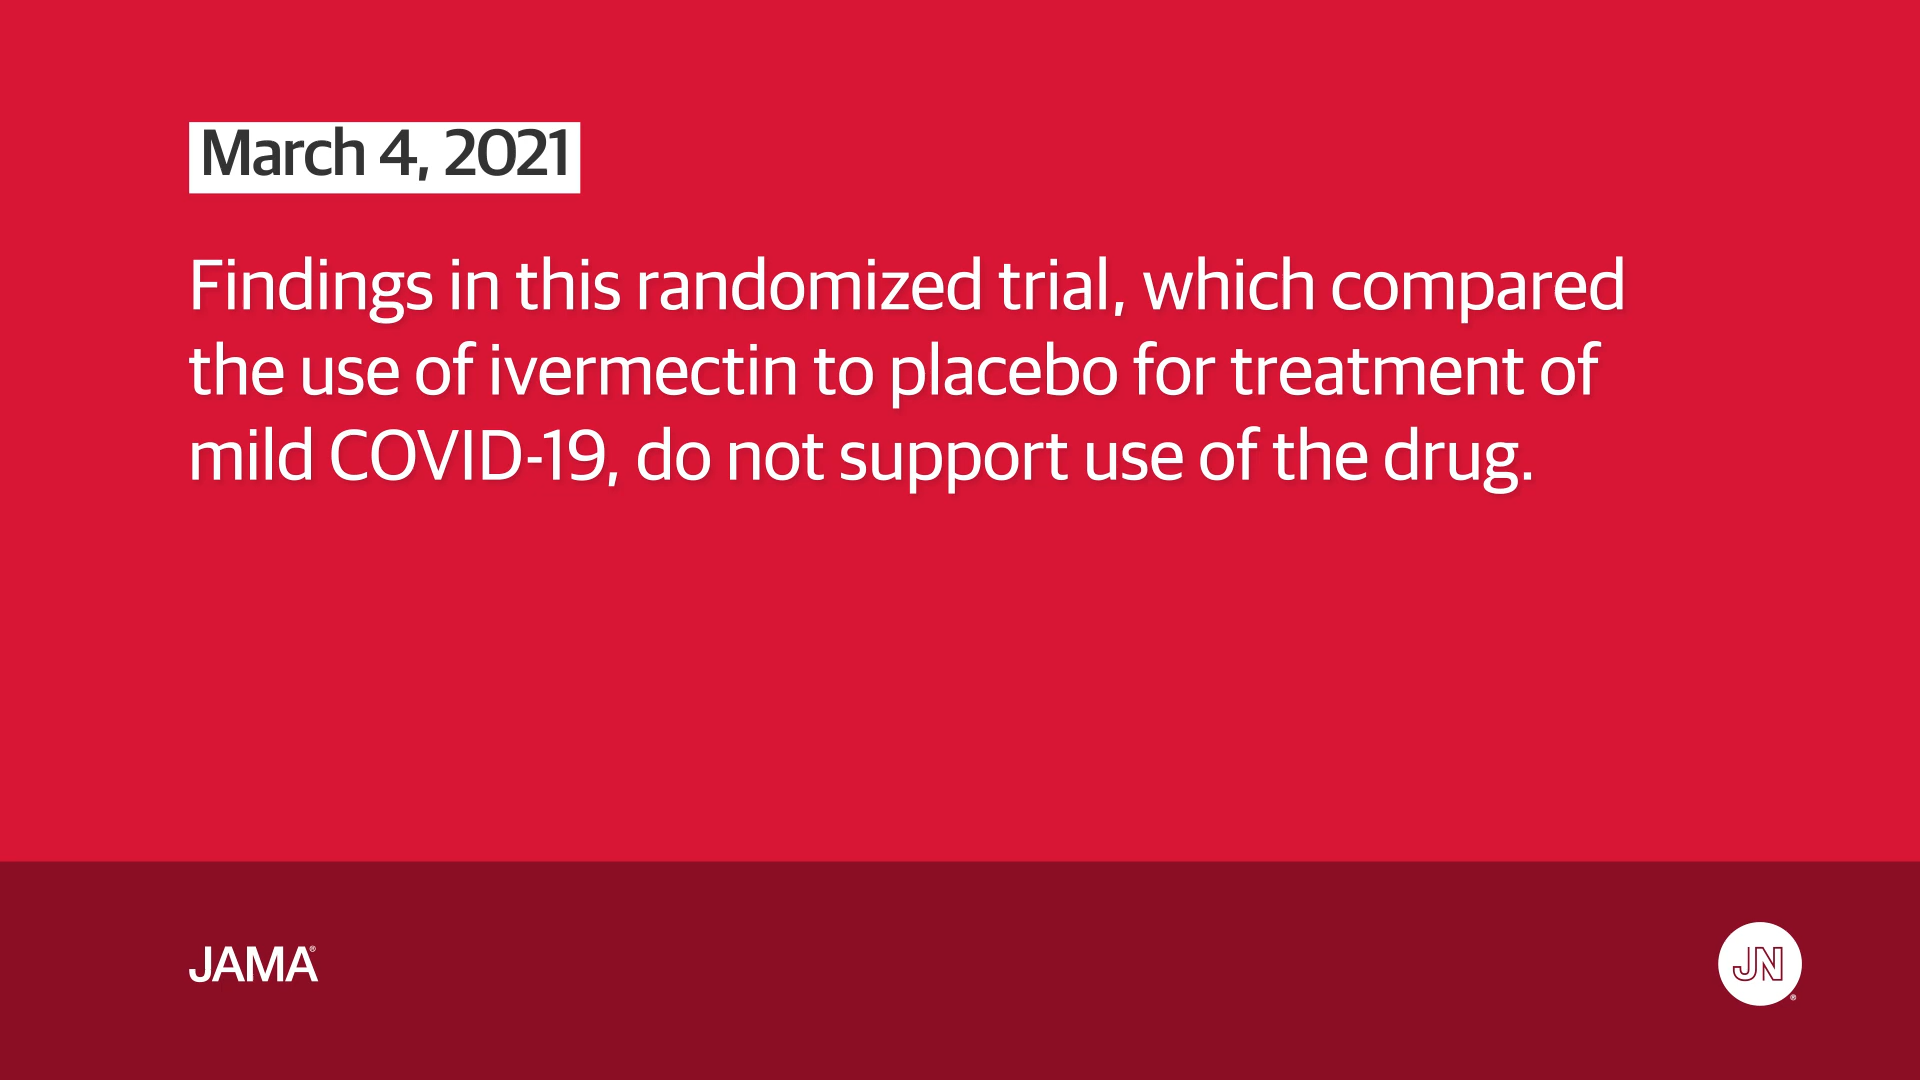 March 4, 2021
Findings in this randomized trial, which compared
the use of ivermectin to placebo for treatment of
mild COVID-19, do not support use of the drug.
JAMA®
JN®